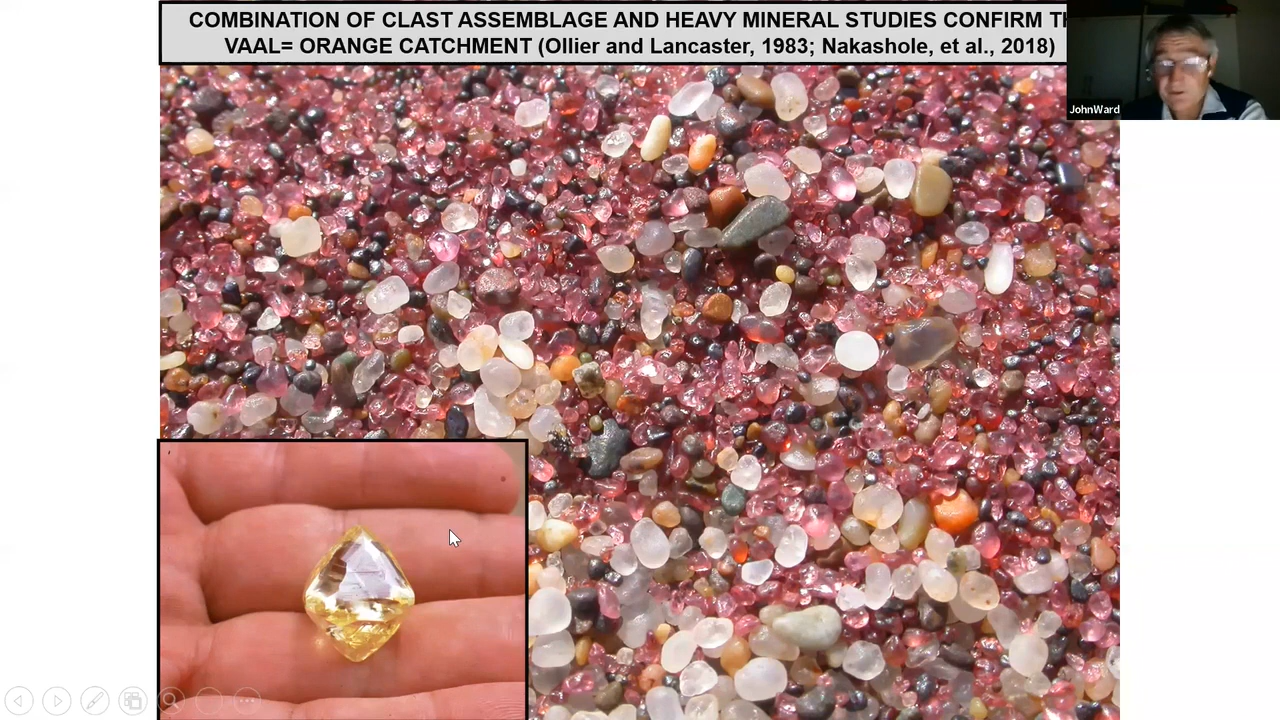 COMBINATION OF CLAST ASSEMBLAGE AND HEAVY MINERAL STUDIES CONFIRM
VAAL= ORANGE CATCHMENT (Ollier and Lancaster, 1983; Nakashole, et al., 2018)
JohnWard